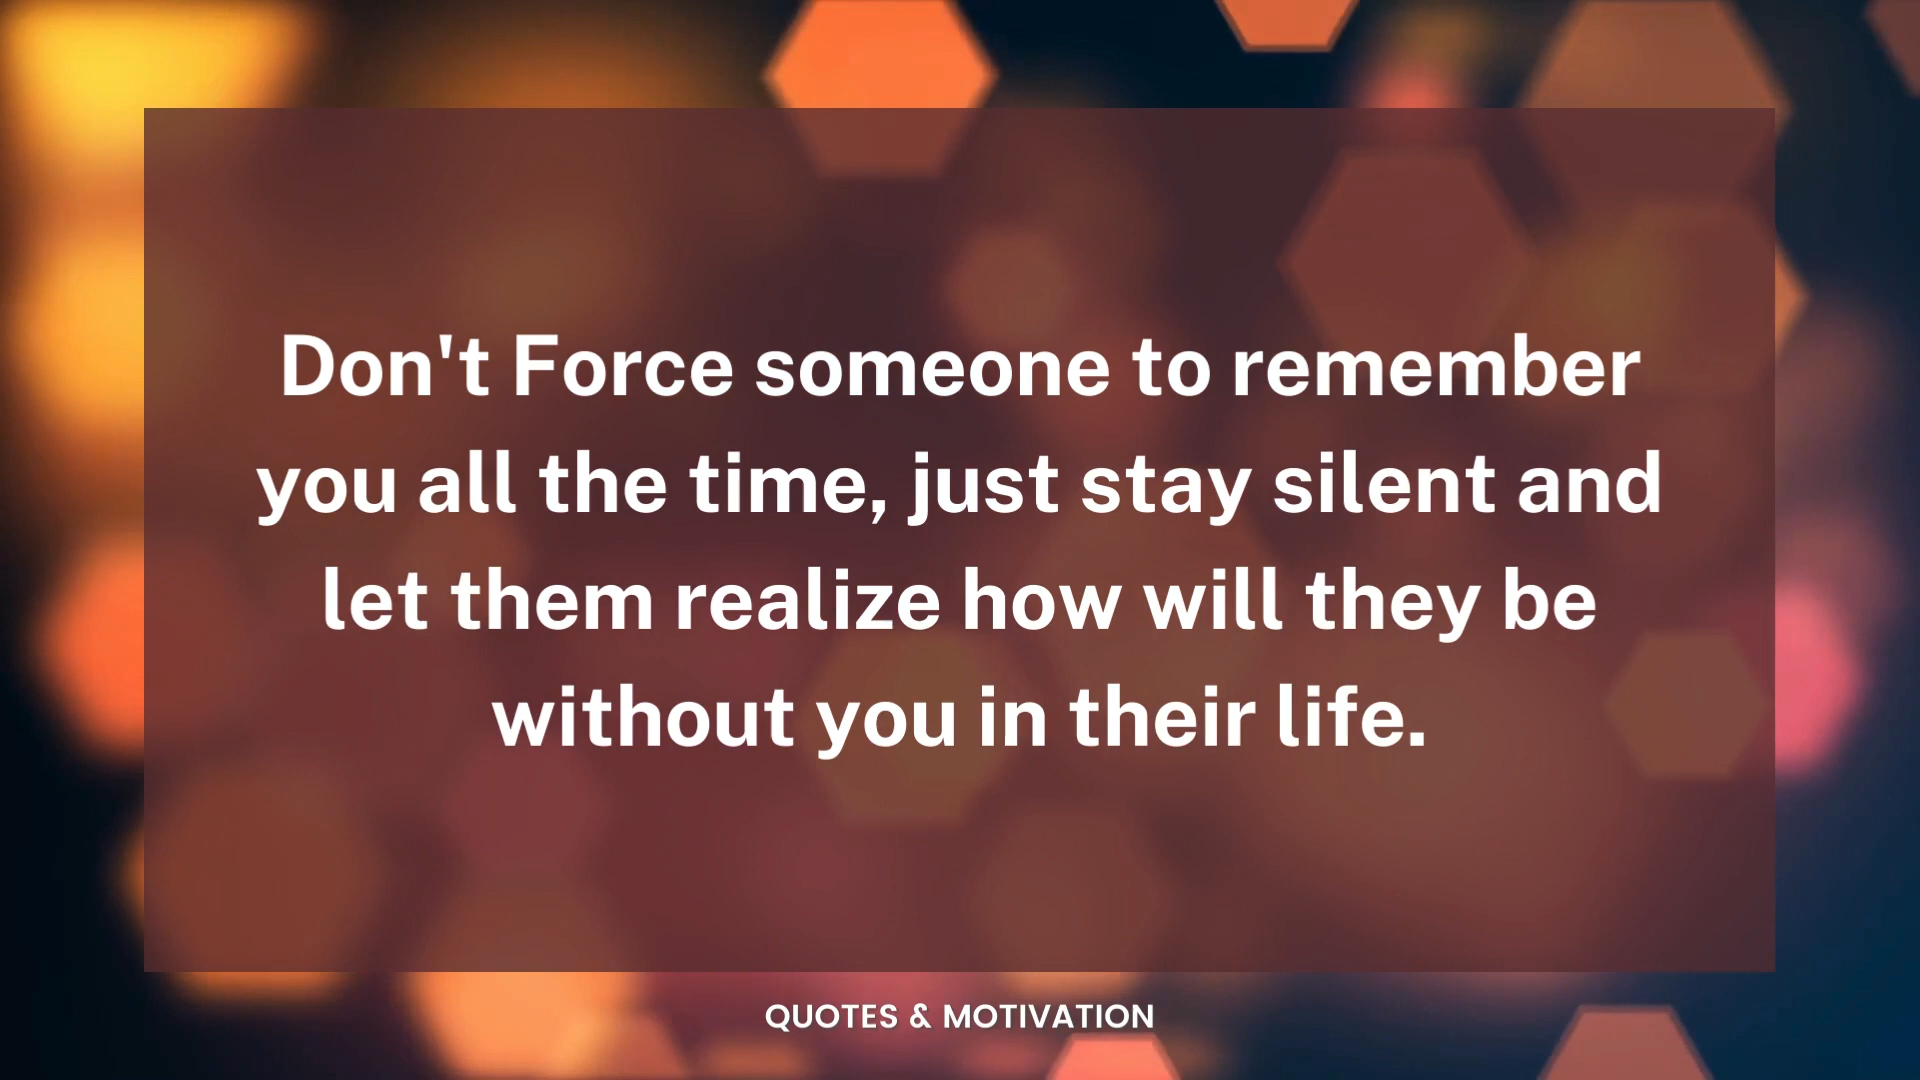 Don't Force someone to remember
you all the time, just stay silent and
let them realize how will they be
without you in their life.
QUOTES & MOTIVATION